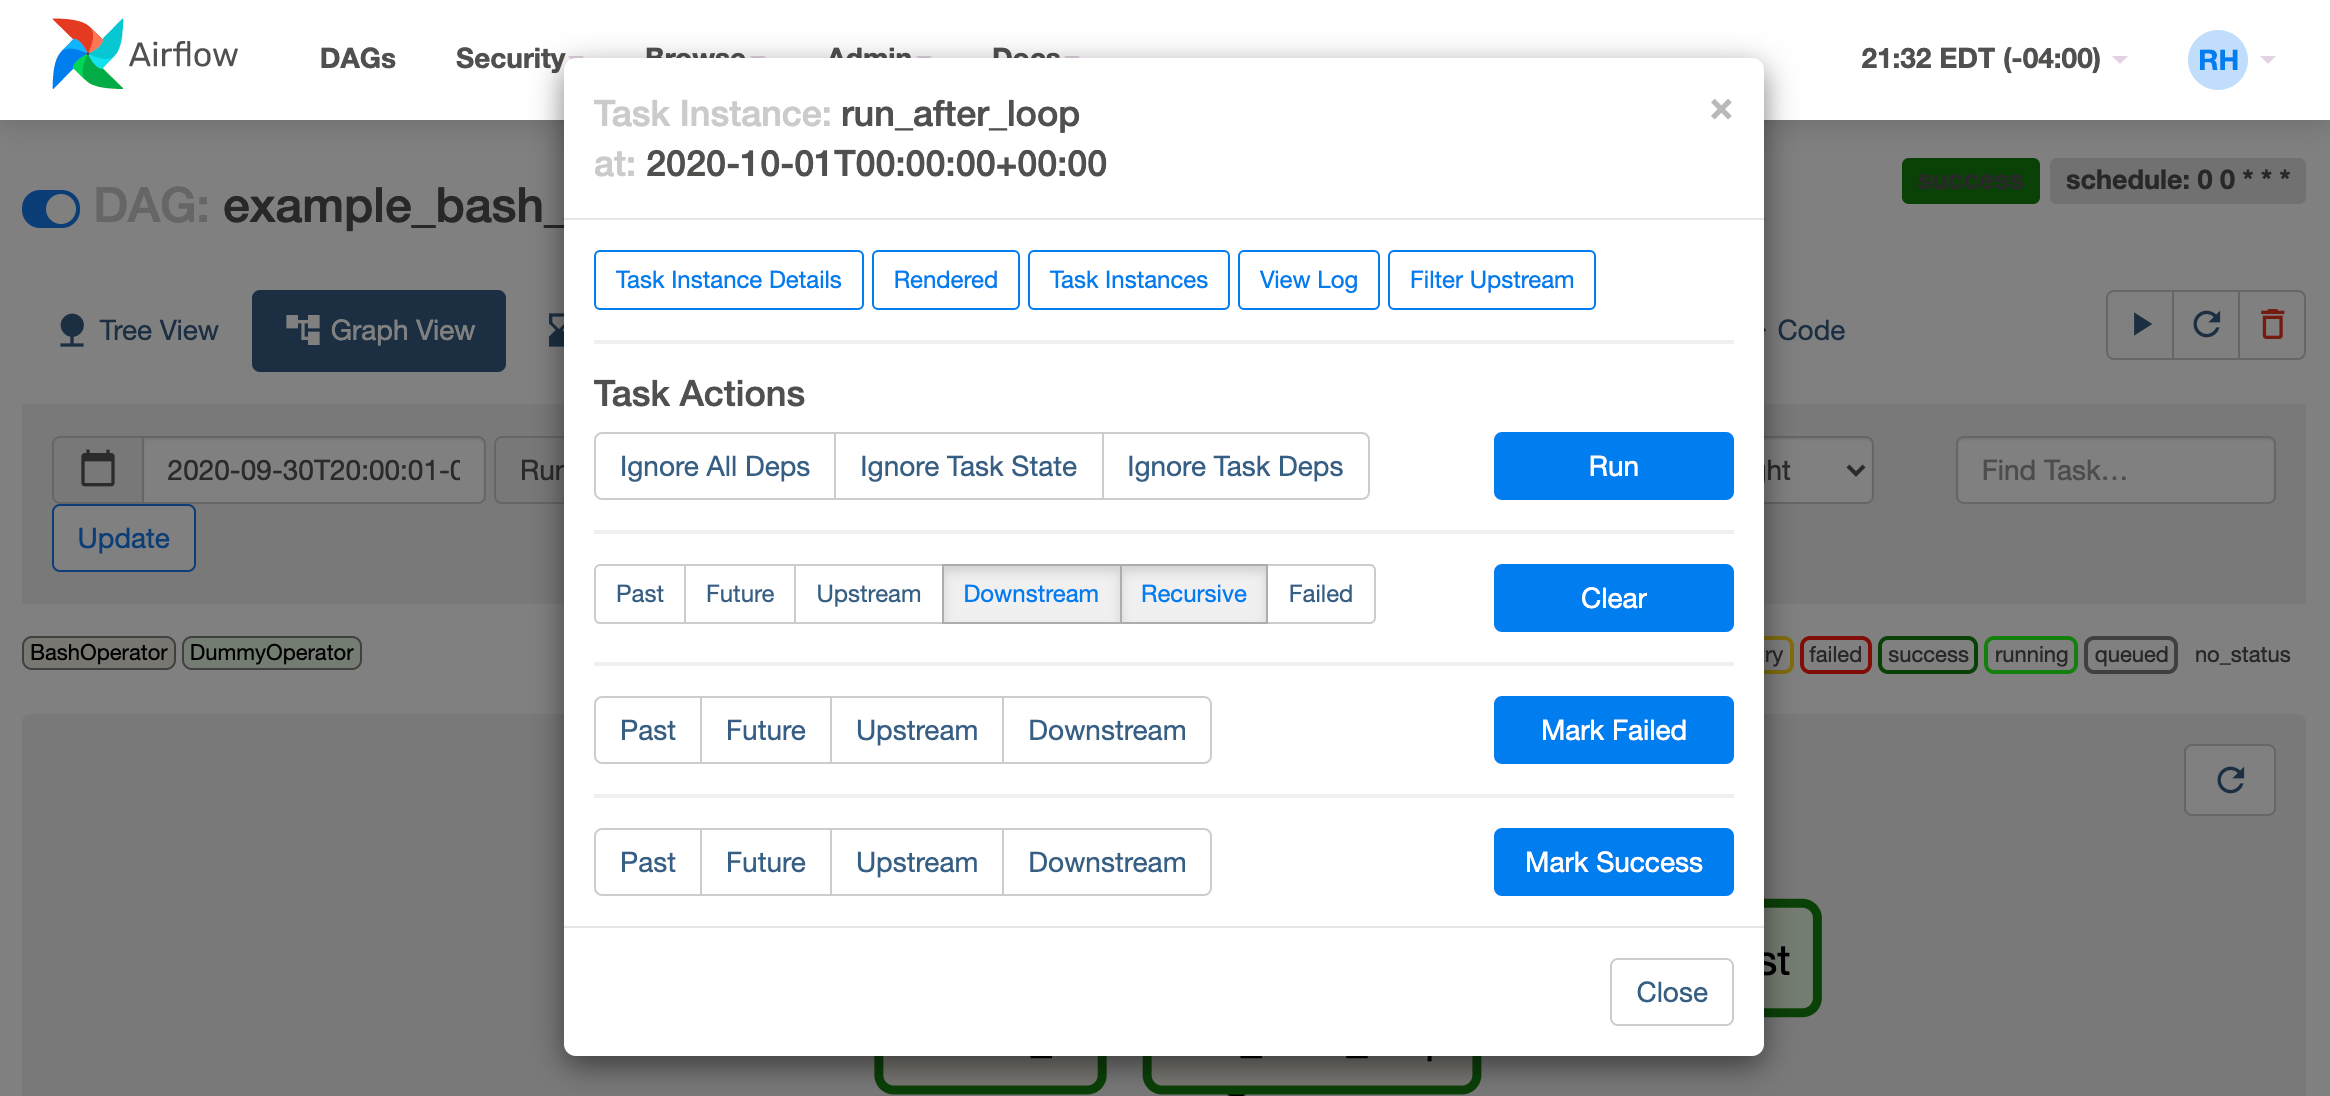 Airflow DAGs Security Browse Admin Docs 21:32 EDT (-04:00) RH
Task Instance: run_after_loop ×
at: 2020-10-01T00:00:00+00:00
DAG: example_bash_ success schedule: 0 0 * * *
Task Instance Details Rendered Task Instances View Log Filter Upstream
Tree View Graph View Code
Task Actions
2020-09-30T20:00:01-0 Ignore All Deps Ignore Task State Ignore Task Deps Run Find Task…
Update
Past Future Upstream Downstream Recursive Failed Clear
BashOperator DummyOperator failed success running queued no_status
Past Future Upstream Downstream Mark Failed
Past Future Upstream Downstream Mark Success
Close